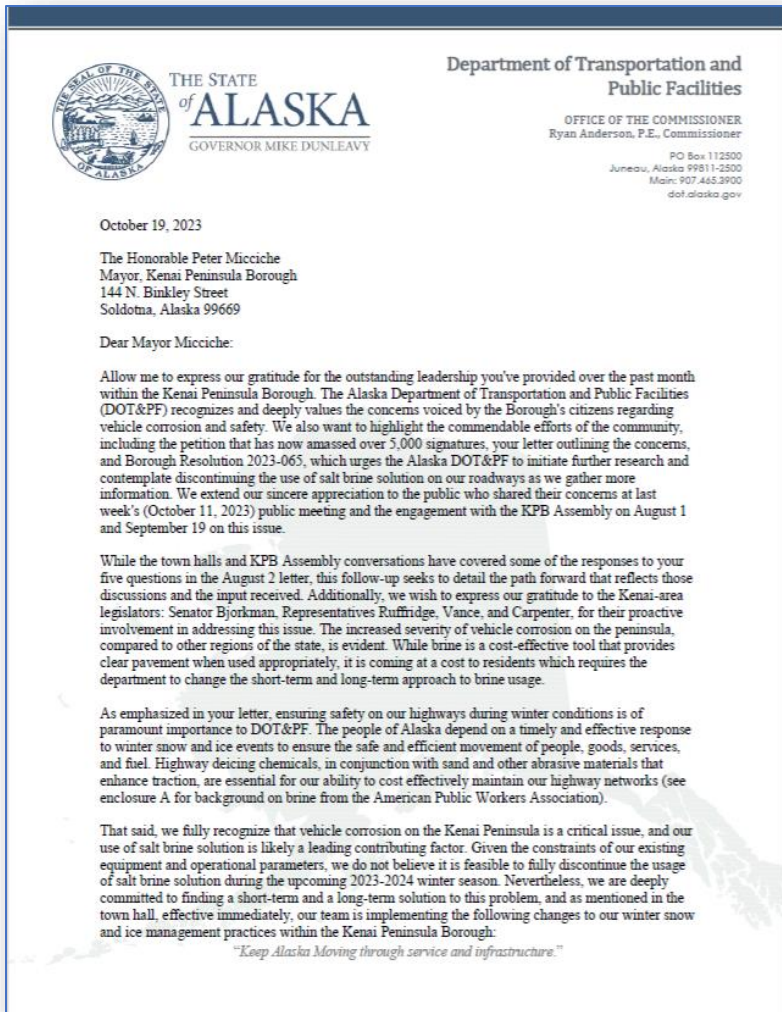 THE SEAL OF THE STATE
OF ALASKA
THE STATE
of ALASKA
GOVERNOR MIKE DUNLEAVY
Department of Transportation and
Public Facilities
OFFICE OF THE COMMISSIONER
Ryan Anderson, P.E., Commissioner
PO Box 112500
Juneau, Alaska 99811-2500
Main: 907.465.3900
dot.alaska.gov
October 19, 2023
The Honorable Peter Micciche
Mayor, Kenai Peninsula Borough
144 N. Binkley Street
Soldotna, Alaska 99669
Dear Mayor Micciche:
Allow me to express our gratitude for the outstanding leadership you've provided over the past month
within the Kenai Peninsula Borough. The Alaska Department of Transportation and Public Facilities
(DOT&PF) recognizes and deeply values the concerns voiced by the Borough's citizens regarding
vehicle corrosion and safety. We also want to highlight the commendable efforts of the community,
including the petition that has now amassed over 5,000 signatures, your letter outlining the concerns,
and Borough Resolution 2023-065, which urges the Alaska DOT&PF to initiate further research and
contemplate discontinuing the use of salt brine solution on our roadways as we gather more
information. We extend our sincere appreciation to the public who shared their concerns at last
week's (October 11, 2023) public meeting and the engagement with the KPB Assembly on August 1
and September 19 on this issue.
While the town halls and KPB Assembly conversations have covered some of the responses to your
five questions in the August 2 letter, this follow-up seeks to detail the path forward that reflects those
discussions and the input received. Additionally, we wish to express our gratitude to the Kenai-area
legislators: Senator Bjorkman, Representatives Ruffridge, Vance, and Carpenter, for their proactive
involvement in addressing this issue. The increased severity of vehicle corrosion on the peninsula,
compared to other regions of the state, is evident. While brine is a cost-effective tool that provides
clear pavement when used appropriately, it is coming at a cost to residents which requires the
department to change the short-term and long-term approach to brine usage.
As emphasized in your letter, ensuring safety on our highways during winter conditions is of
paramount importance to DOT&PF. The people of Alaska depend on a timely and effective response
to winter snow and ice events to ensure the safe and efficient movement of people, goods, services,
and fuel. Highway deicing chemicals, in conjunction with sand and other abrasive materials that
enhance traction, are essential for our ability to cost effectively maintain our highway networks (see
enclosure A for background on brine from the American Public Workers Association).
That said, we fully recognize that vehicle corrosion on the Kenai Peninsula is a critical issue, and our
use of salt brine solution is likely a leading contributing factor. Given the constraints of our existing
equipment and operational parameters, we do not believe it is feasible to fully discontinue the usage
of salt brine solution during the upcoming 2023-2024 winter season. Nevertheless, we are deeply
committed to finding a short-term and a long-term solution to this problem, and as mentioned in the
town hall, effective immediately, our team is implementing the following changes to our winter snow
and ice management practices within the Kenai Peninsula Borough:
"Keep Alaska Moving through service and infrastructure."